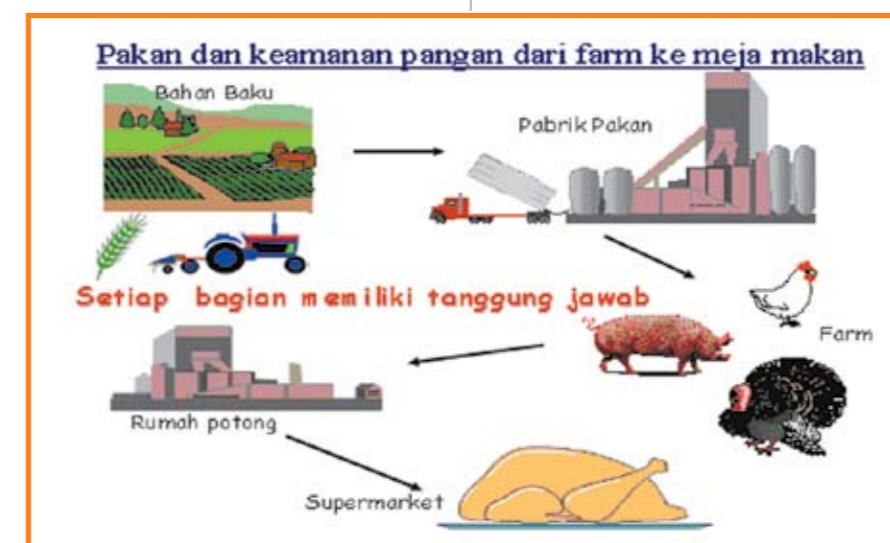 Pakan dan keamanan pangan dari farm ke meja makan
Bahan Baku
Pabrik Pakan
Setiap bagian memiliki tanggung jawab
Farm
Rumah potong
Supermarket